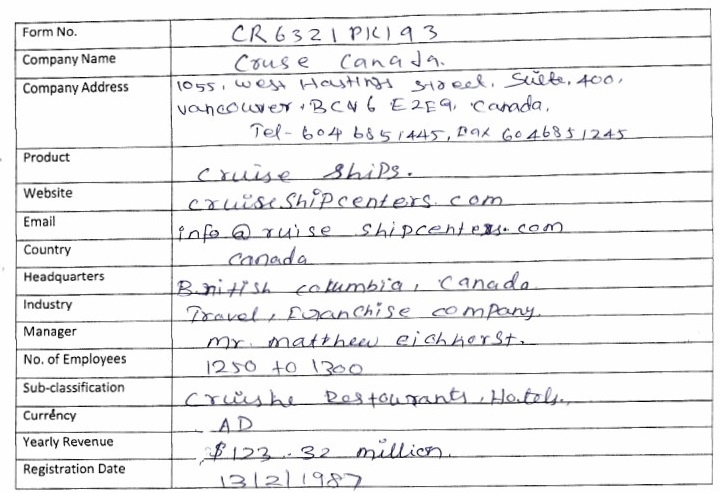 Form No. CR6321PK193
Company Name Cruse Canada.
Company Address 1055, West Hastings Street, Suite, 400,
Vancouver, BCV6 E2E9, Canada,
Tel- 604 6851445, Fax 6046851245
Product Cruise Ships.
Website cruiseshipcenters.com
Email info@ruise shipcenters.com
Country Canada
Headquarters British columbia, Canada
Industry Travel, Franchise company.
Manager Mr. matthew eichhorst.
No. of Employees 1250 to 1300
Sub-classification Cruishe Restourants, Hotels,
Currency AD
Yearly Revenue $123.32 million.
Registration Date 13/2/1987